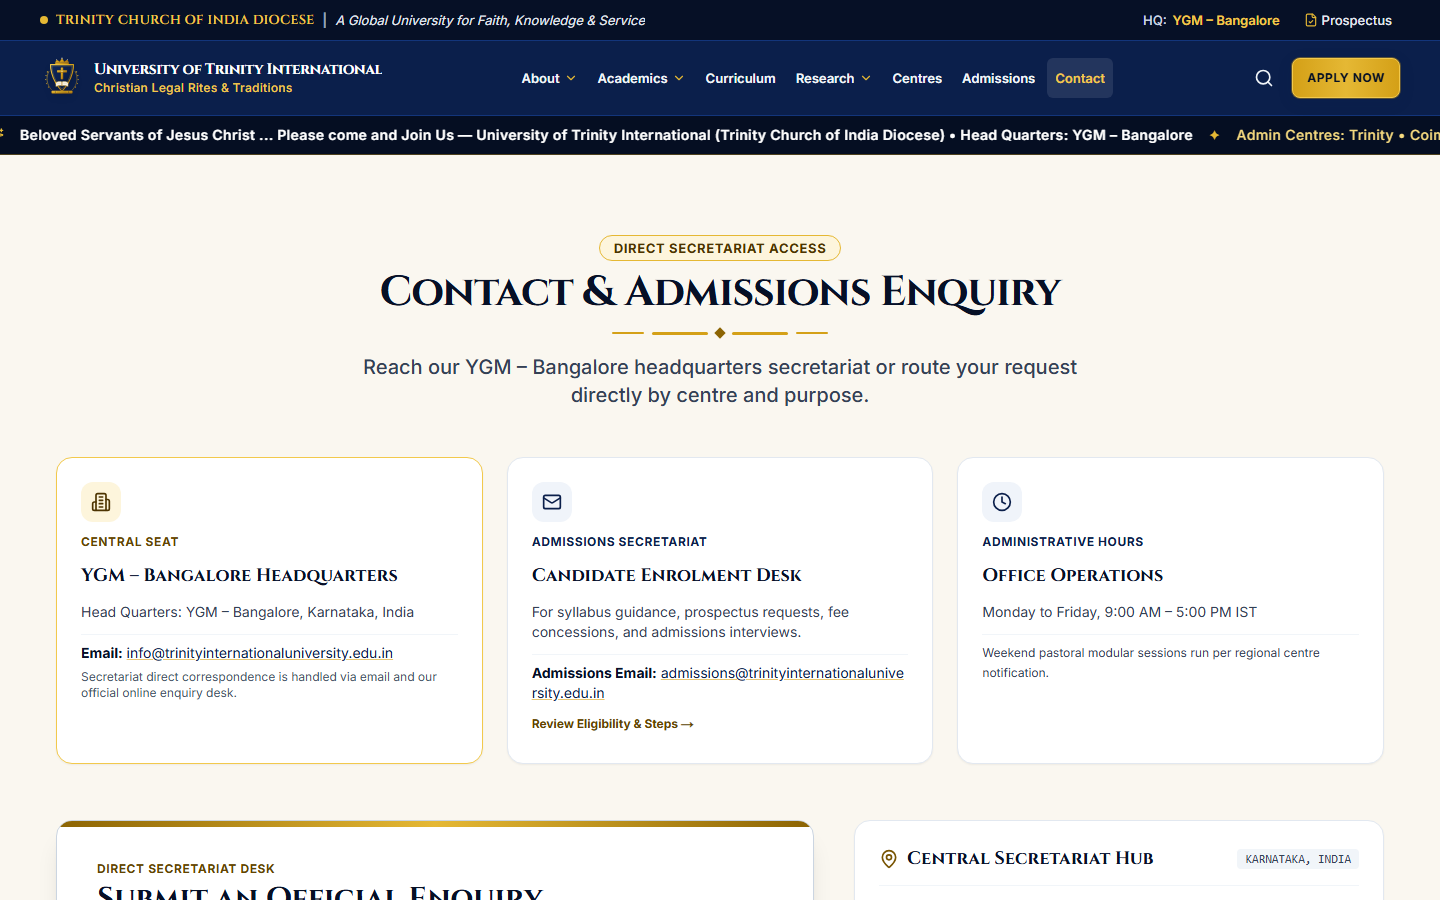 TRINITY CHURCH OF INDIA DIOCESE | A Global University for Faith, Knowledge & Service
HQ: YGM – Bangalore
Prospectus
University of Trinity International
Christian Legal Rites & Traditions
About
Academics
Curriculum
Research
Centres
Admissions
Contact
APPLY NOW
Beloved Servants of Jesus Christ ... Please come and Join Us — University of Trinity International (Trinity Church of India Diocese) • Head Quarters: YGM – Bangalore ✦ Admin Centres: Trinity •
DIRECT SECRETARIAT ACCESS
Contact & Admissions Enquiry
Reach our YGM – Bangalore headquarters secretariat or route your request
directly by centre and purpose.
CENTRAL SEAT
YGM – Bangalore Headquarters
Head Quarters: YGM – Bangalore, Karnataka, India
Email: info@trinityinternationaluniversity.edu.in
Secretariat direct correspondence is handled via email and our
official online enquiry desk.
ADMISSIONS SECRETARIAT
Candidate Enrolment Desk
For syllabus guidance, prospectus requests, fee
concessions, and admissions interviews.
Admissions Email: admissions@trinityinternationalunive
rsity.edu.in
Review Eligibility & Steps →
ADMINISTRATIVE HOURS
Office Operations
Monday to Friday, 9:00 AM – 5:00 PM IST
Weekend pastoral modular sessions run per regional centre
notification.
DIRECT SECRETARIAT DESK
Submit an Official Enquiry
Central Secretariat Hub
KARNATAKA, INDIA